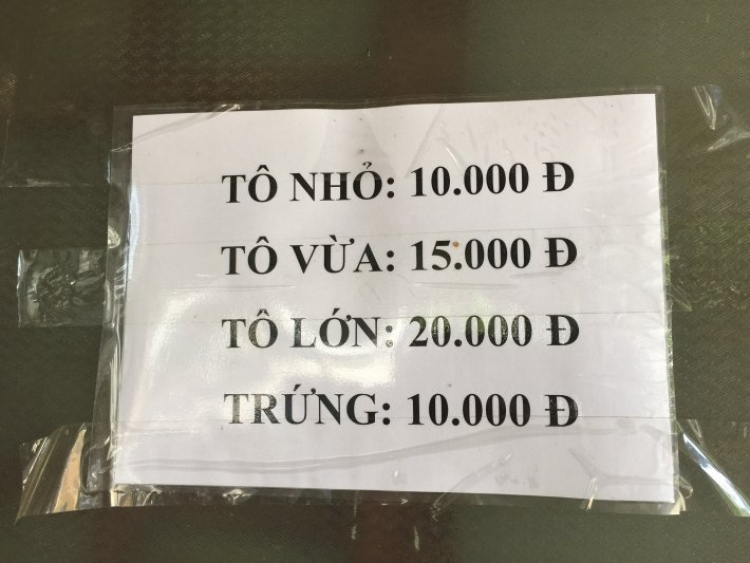 TÔ NHỎ: 10.000 Đ
TÔ VỪA: 15.000 Đ
TÔ LỚN: 20.000 Đ
TRỨNG: 10.000 Đ